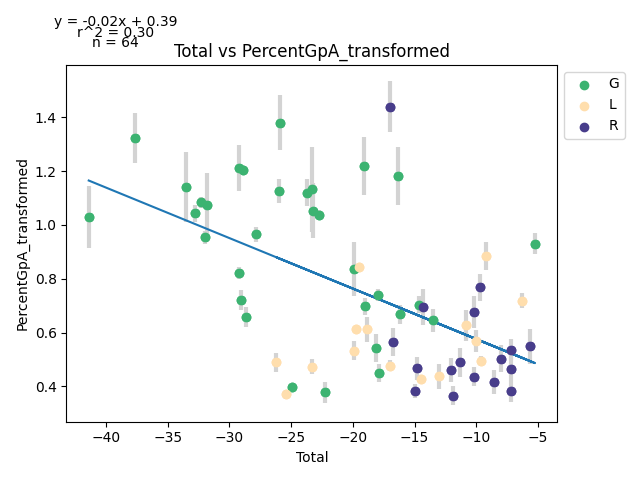 y = -0.02x + 0.39
r^2 = 0.30
n = 64
Total vs PercentGpA_transformed
G
L
R
PercentGpA_transformed
1.4
1.2
1.0
0.8
0.6
0.4
−40 −35 −30 −25 −20 −15 −10 −5
Total